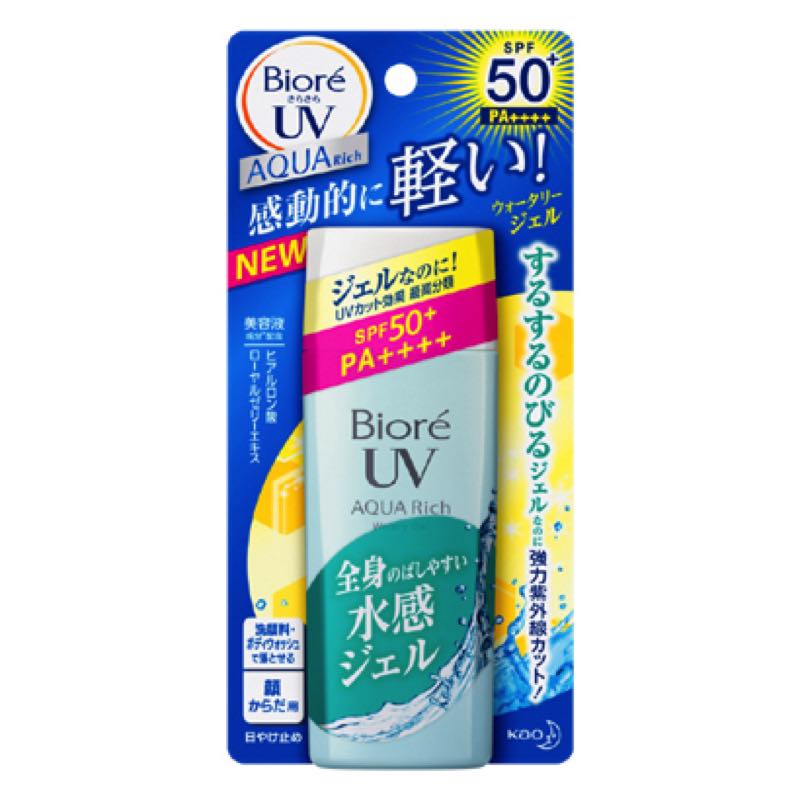 Bioré
さらさら
UV
AQUA Rich
SPF
50+
PA++++
感動的に軽い!
ウォータリー
ジェル
NEW
ジェルなのに!
UVカット効果 最高分類
SPF50+
PA++++
美容液
成分*配合
ヒアルロン酸
ローヤルゼリーエキス
するするのびるジェルなのに強力紫外線カット!
Bioré
UV
AQUA Rich
全身のばしやすい
水感
ジェル
洗顔料・
ボディウォッシュ
で落とせる
顔
からだ用
日やけ止め
Kao